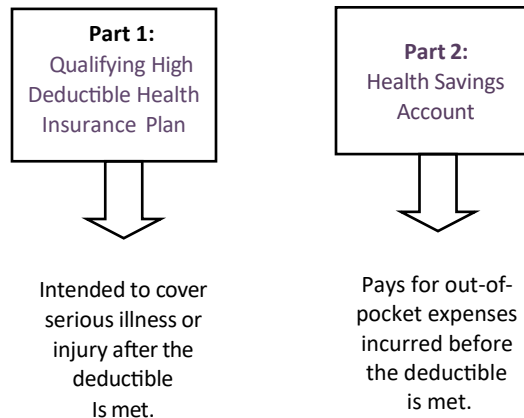 Part 1:
Qualifying High
Deductible Health
Insurance Plan
Intended to cover
serious illness or
injury after the
deductible
Is met.
Part 2:
Health Savings
Account
Pays for out-of-
pocket expenses
incurred before
the deductible
is met.